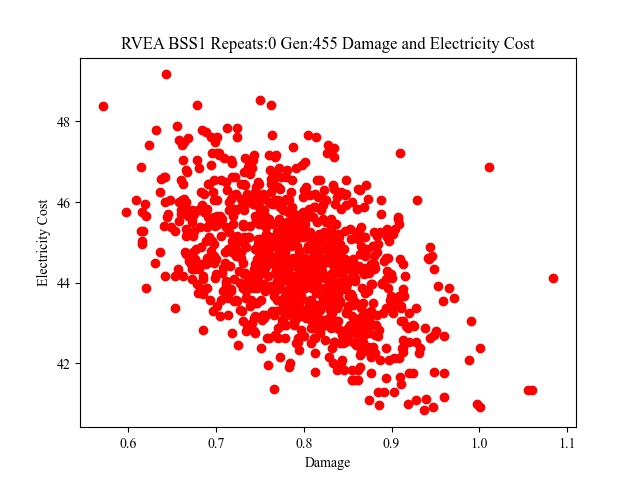 RVEA BSS1 Repeats:0 Gen:455 Damage and Electricity Cost
48
46
44
42
Electricity Cost
0.6 0.7 0.8 0.9 1.0 1.1
Damage